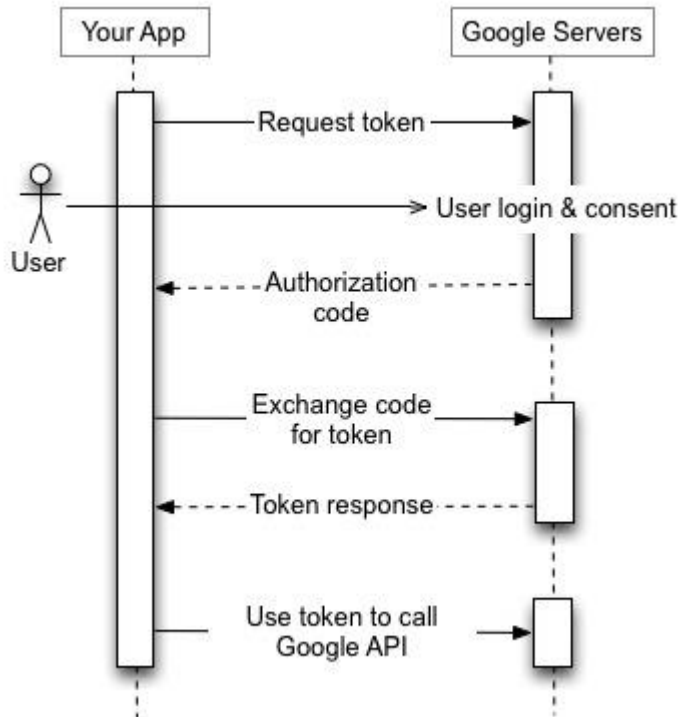 Your App
Google Servers
Request token
User login & consent
User
Authorization
code
Exchange code
for token
Token response
Use token to call
Google API